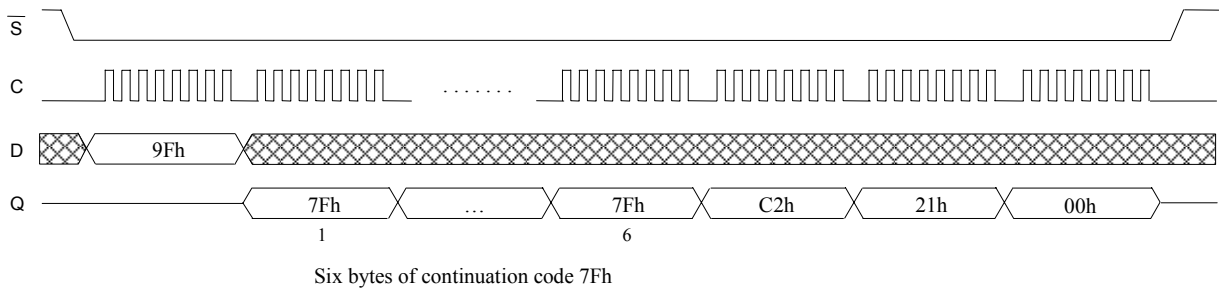 S
C .......
D 9Fh
Q 7Fh ... 7Fh C2h 21h 00h
1 6
Six bytes of continuation code 7Fh